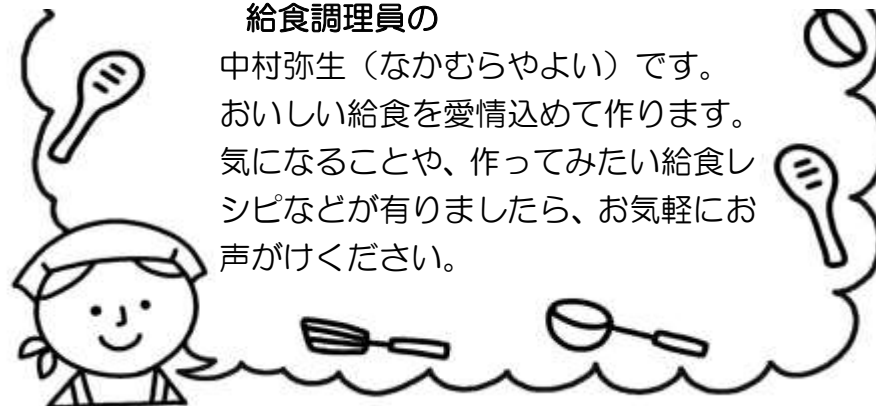 給食調理員の
中村弥生（なかむらやよい）です。
おいしい給食を愛情込めて作ります。
気になることや、作ってみたい給食レ
シピなどが有りましたら、お気軽にお
声がけください。